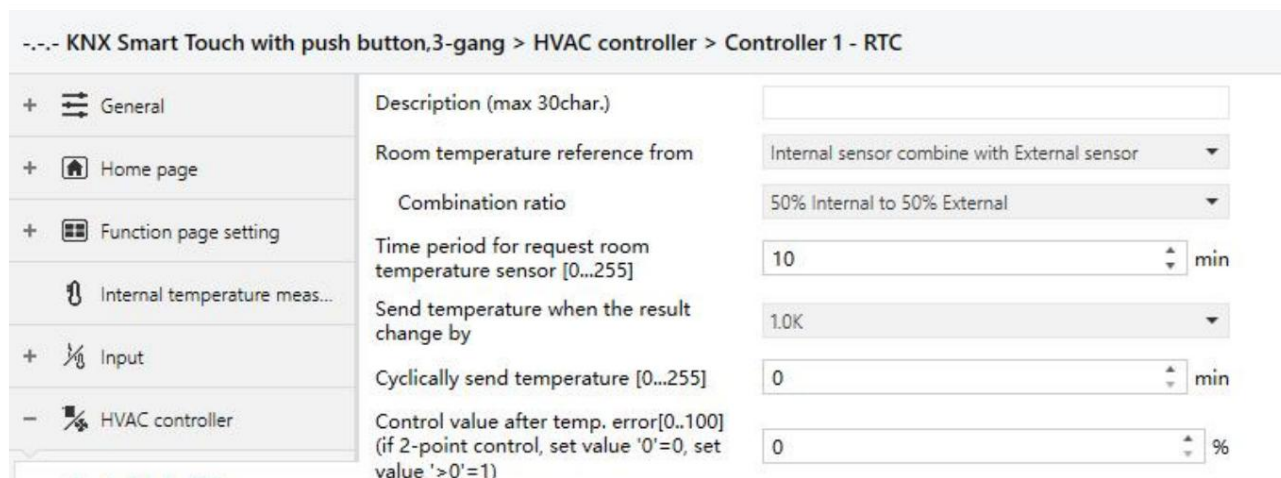 -.-.- KNX Smart Touch with push button,3-gang > HVAC controller > Controller 1 - RTC
+ General
+ Home page
+ Function page setting
Internal temperature meas...
+ Input
− HVAC controller
Description (max 30char.)
Room temperature reference from
Internal sensor combine with External sensor
Combination ratio
50% Internal to 50% External
Time period for request room
temperature sensor [0...255]
10 min
Send temperature when the result
change by
1.0K
Cyclically send temperature [0...255]
0 min
Control value after temp. error[0..100]
(if 2-point control, set value '0'=0, set
value '>0'=1)
0 %